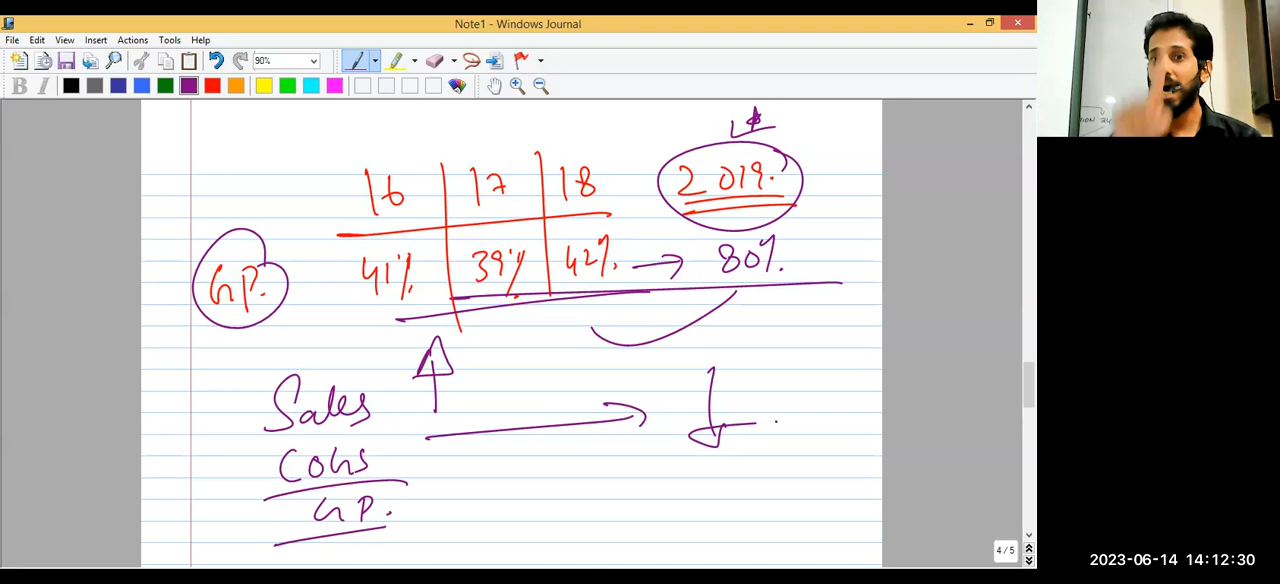 Note1 - Windows Journal
File Edit View Insert Actions Tools Help
90%
B I
16 17 18 2019.
GP. 41% 39% 42% → 80%.
Sales
COGS
GP.
4/5
2023-06-14 14:12:30